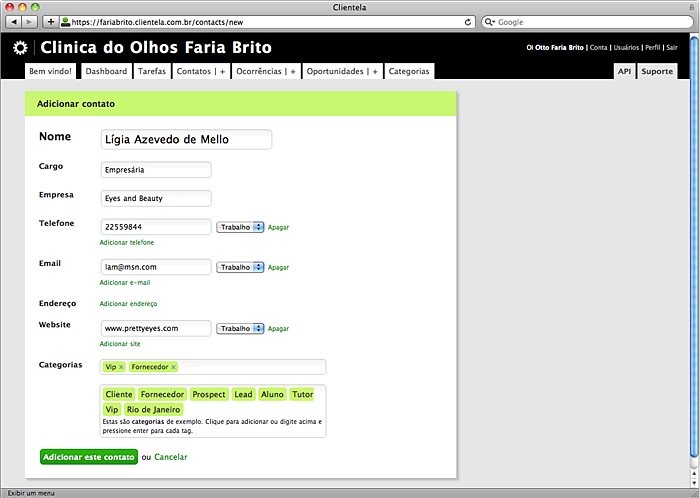 Clientela
https://fariabrito.clientela.com.br/contacts/new
Google
Clinica do Olhos Faria Brito
Oi Otto Faria Brito | Conta | Usuários | Perfil | Sair
Bem vindo! Dashboard Tarefas Contatos | + Ocorrências | + Oportunidades | + Categorias API Suporte
Adicionar contato
Nome Lígia Azevedo de Mello
Cargo Empresária
Empresa Eyes and Beauty
Telefone 22559844 Trabalho Apagar
Adicionar telefone
Email lam@msn.com Trabalho Apagar
Adicionar e-mail
Endereço Adicionar endereço
Website www.prettyeyes.com Trabalho Apagar
Adicionar site
Categorias Vip x Fornecedor x
Cliente Fornecedor Prospect Lead Aluno Tutor
Vip Rio de Janeiro
Estas são categorias de exemplo. Clique para adicionar ou digite acima e
pressione enter para cada tag.
Adicionar este contato ou Cancelar
Exibir um menu